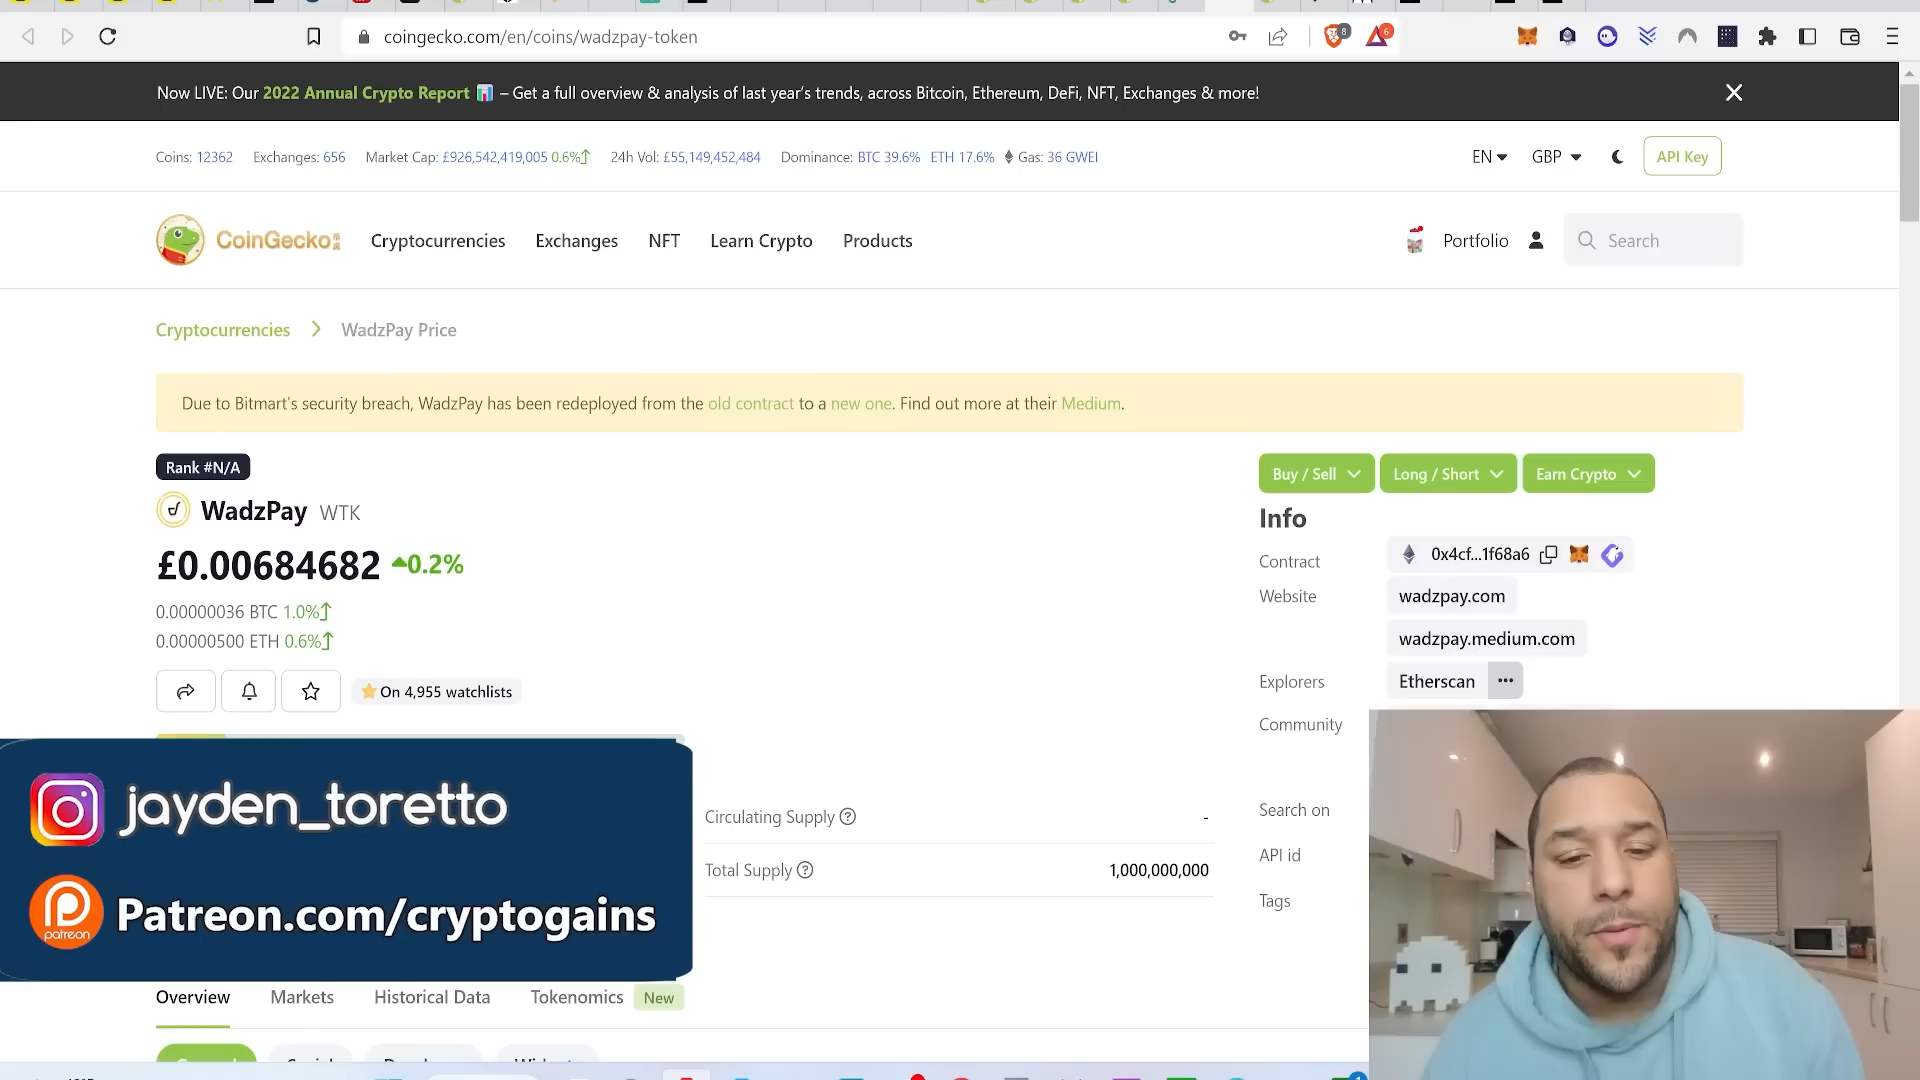 coingecko.com/en/coins/wadzpay-token
8
6
Now LIVE: Our 2022 Annual Crypto Report 📊 – Get a full overview & analysis of last year's trends, across Bitcoin, Ethereum, DeFi, NFT, Exchanges & more!
Coins: 12362 Exchanges: 656 Market Cap: £926,542,419,005 0.6% 24h Vol: £55,149,452,484 Dominance: BTC 39.6% ETH 17.6% Gas: 36 GWEI
EN GBP API Key
CoinGecko Cryptocurrencies Exchanges NFT Learn Crypto Products
Portfolio Search
Cryptocurrencies > WadzPay Price
Due to Bitmart's security breach, WadzPay has been redeployed from the old contract to a new one. Find out more at their Medium.
Rank #N/A
WadzPay WTK
£0.00684682 0.2%
0.00000036 BTC 1.0%
0.00000500 ETH 0.6%
On 4,955 watchlists
Buy / Sell Long / Short Earn Crypto
Info
Contract 0x4cf...1f68a6
Website wadzpay.com
wadzpay.medium.com
Explorers Etherscan ...
Community
Search on
API id
Tags
Circulating Supply -
Total Supply 1,000,000,000
jayden_toretto
patreon
Patreon.com/cryptogains
Overview Markets Historical Data Tokenomics New